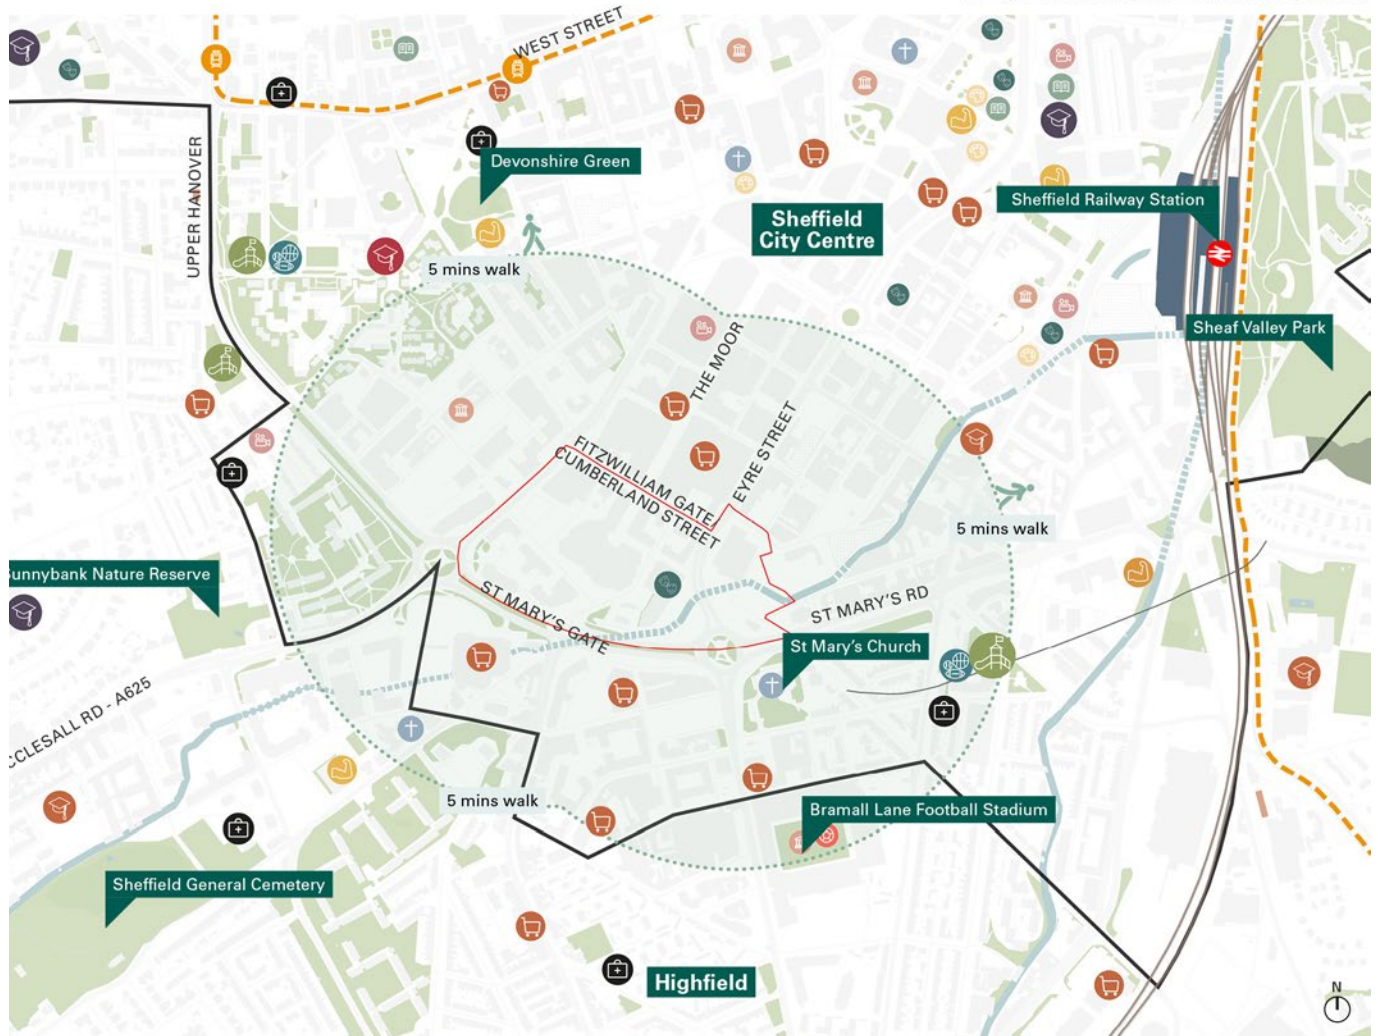 WEST STREET
UPPER HANOVER
Devonshire Green
Sheffield
City Centre
Sheffield Railway Station
5 mins walk
Sheaf Valley Park
THE MOOR
EYRE STREET
FITZWILLIAM GATE
CUMBERLAND STREET
5 mins walk
unnybank Nature Reserve
ST MARY'S GATE
ST MARY'S RD
St Mary's Church
CCLESALL RD - A625
5 mins walk
Bramall Lane Football Stadium
Sheffield General Cemetery
Highfield
N